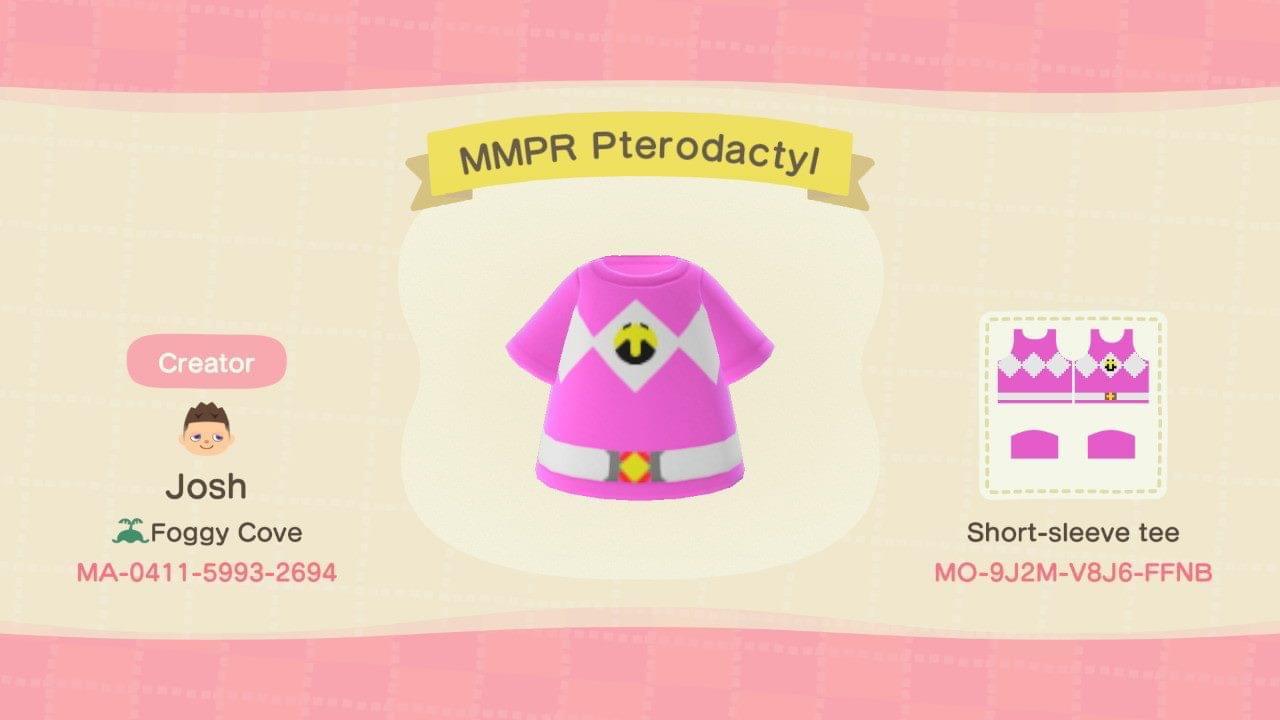 MMPR Pterodactyl
Creator
Josh
Foggy Cove
MA-0411-5993-2694
Short-sleeve tee
MO-9J2M-V8J6-FFNB